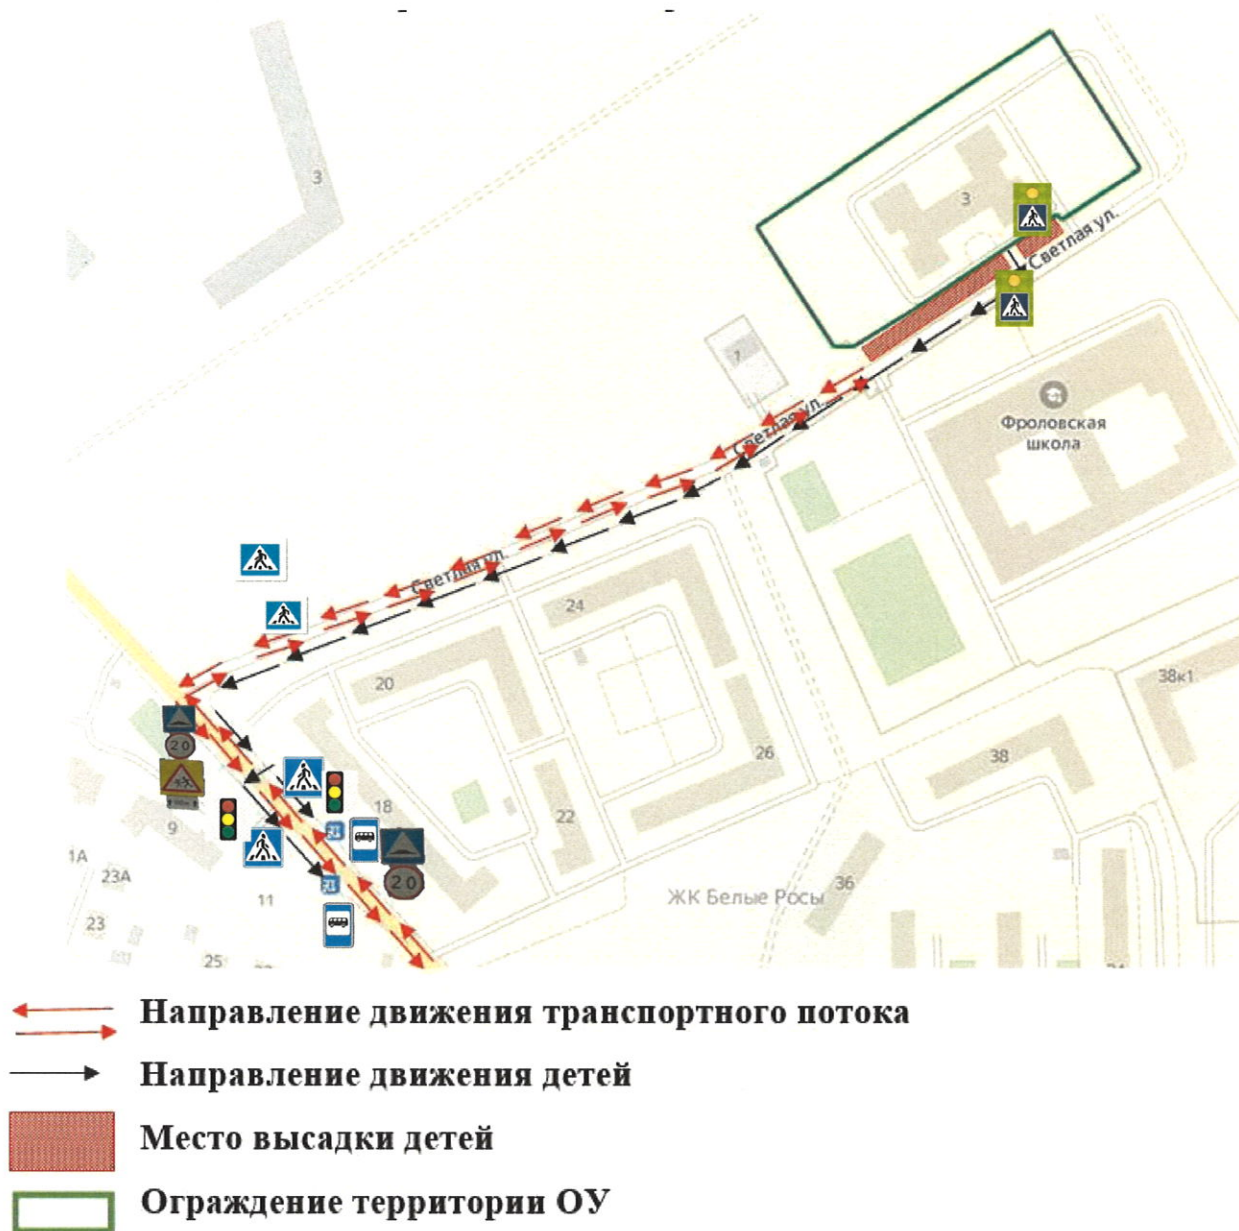 3
3
Светлая ул.
1
Фроловская
школа
Светлая ул.
Светлая ул.
24
20
38к1
26
38
20
18
22
9
1А
23А
11
23
25
36
20
ЖК Белые Росы
Направление движения транспортного потока
Направление движения детей
Место высадки детей
Ограждение территории ОУ